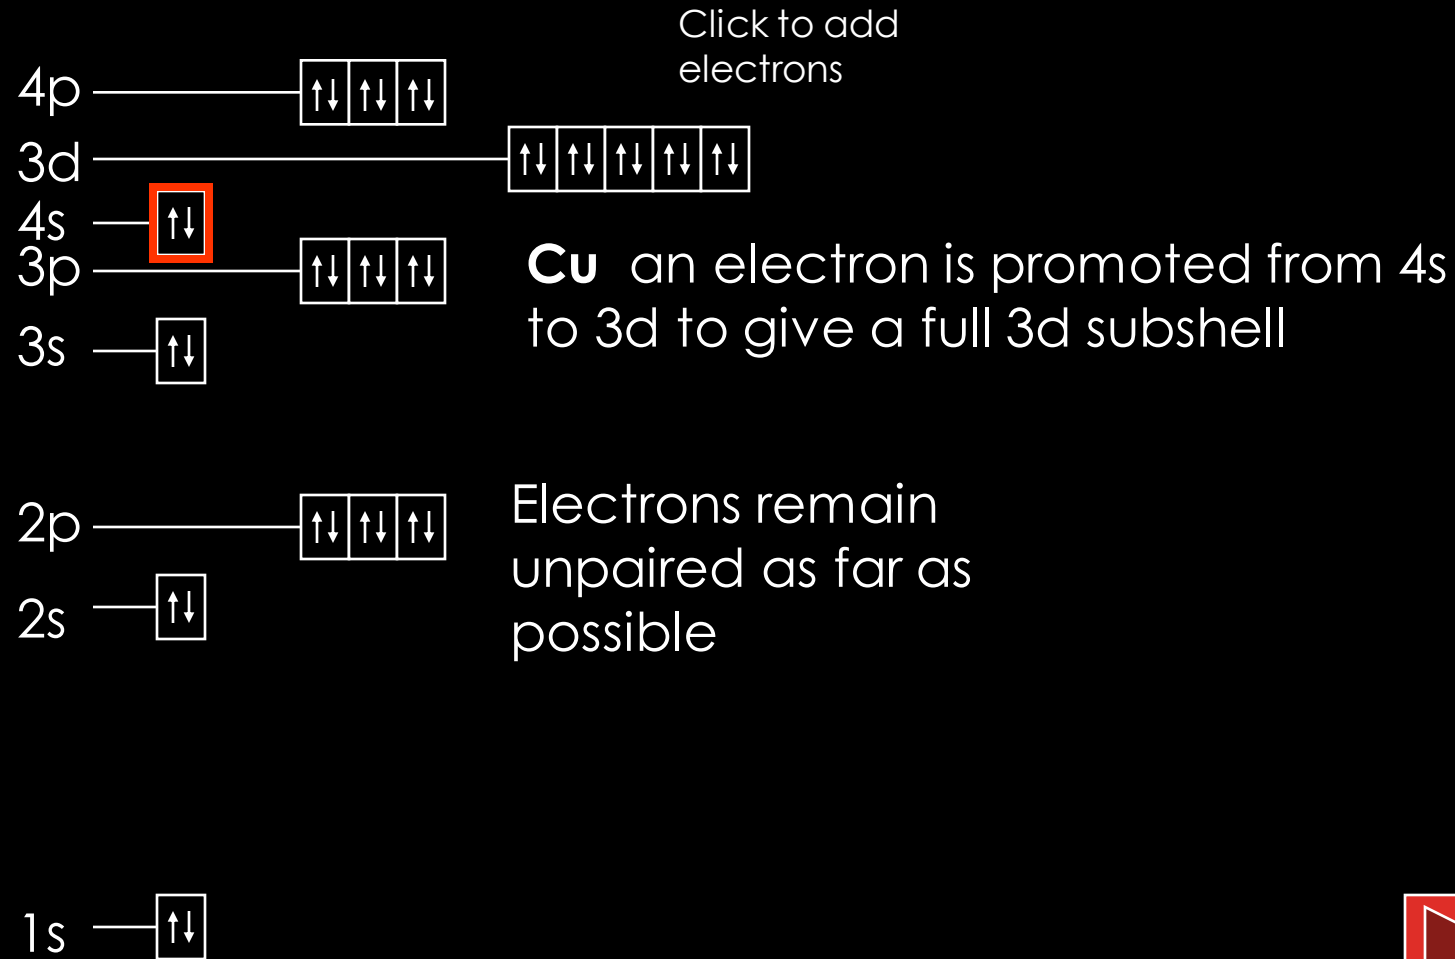 Click to add
electrons
4p
3d
4s
3p
Cu an electron is promoted from 4s
to 3d to give a full 3d subshell
3s
2p
Electrons remain
unpaired as far as
possible
2s
1s